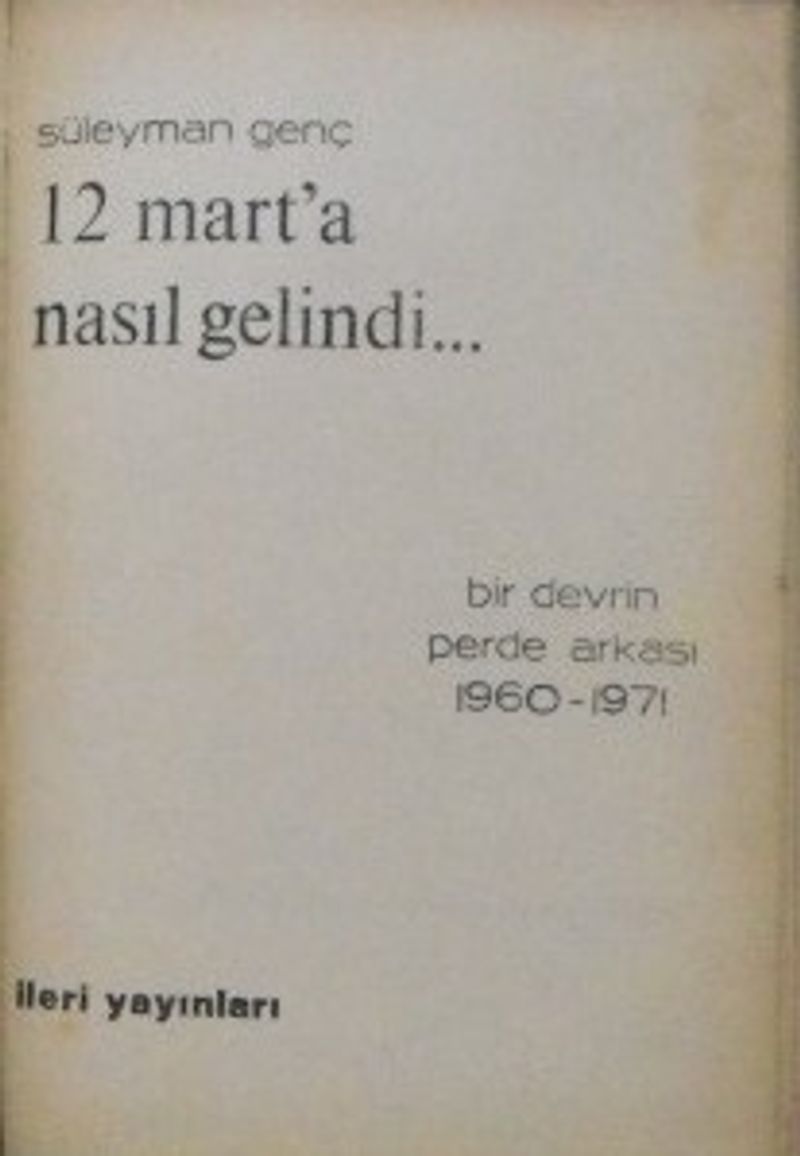 süleyman genç
12 mart'a
nasıl gelindi...
bir devrin
perde arkası
1960-1971
ileri yayınları